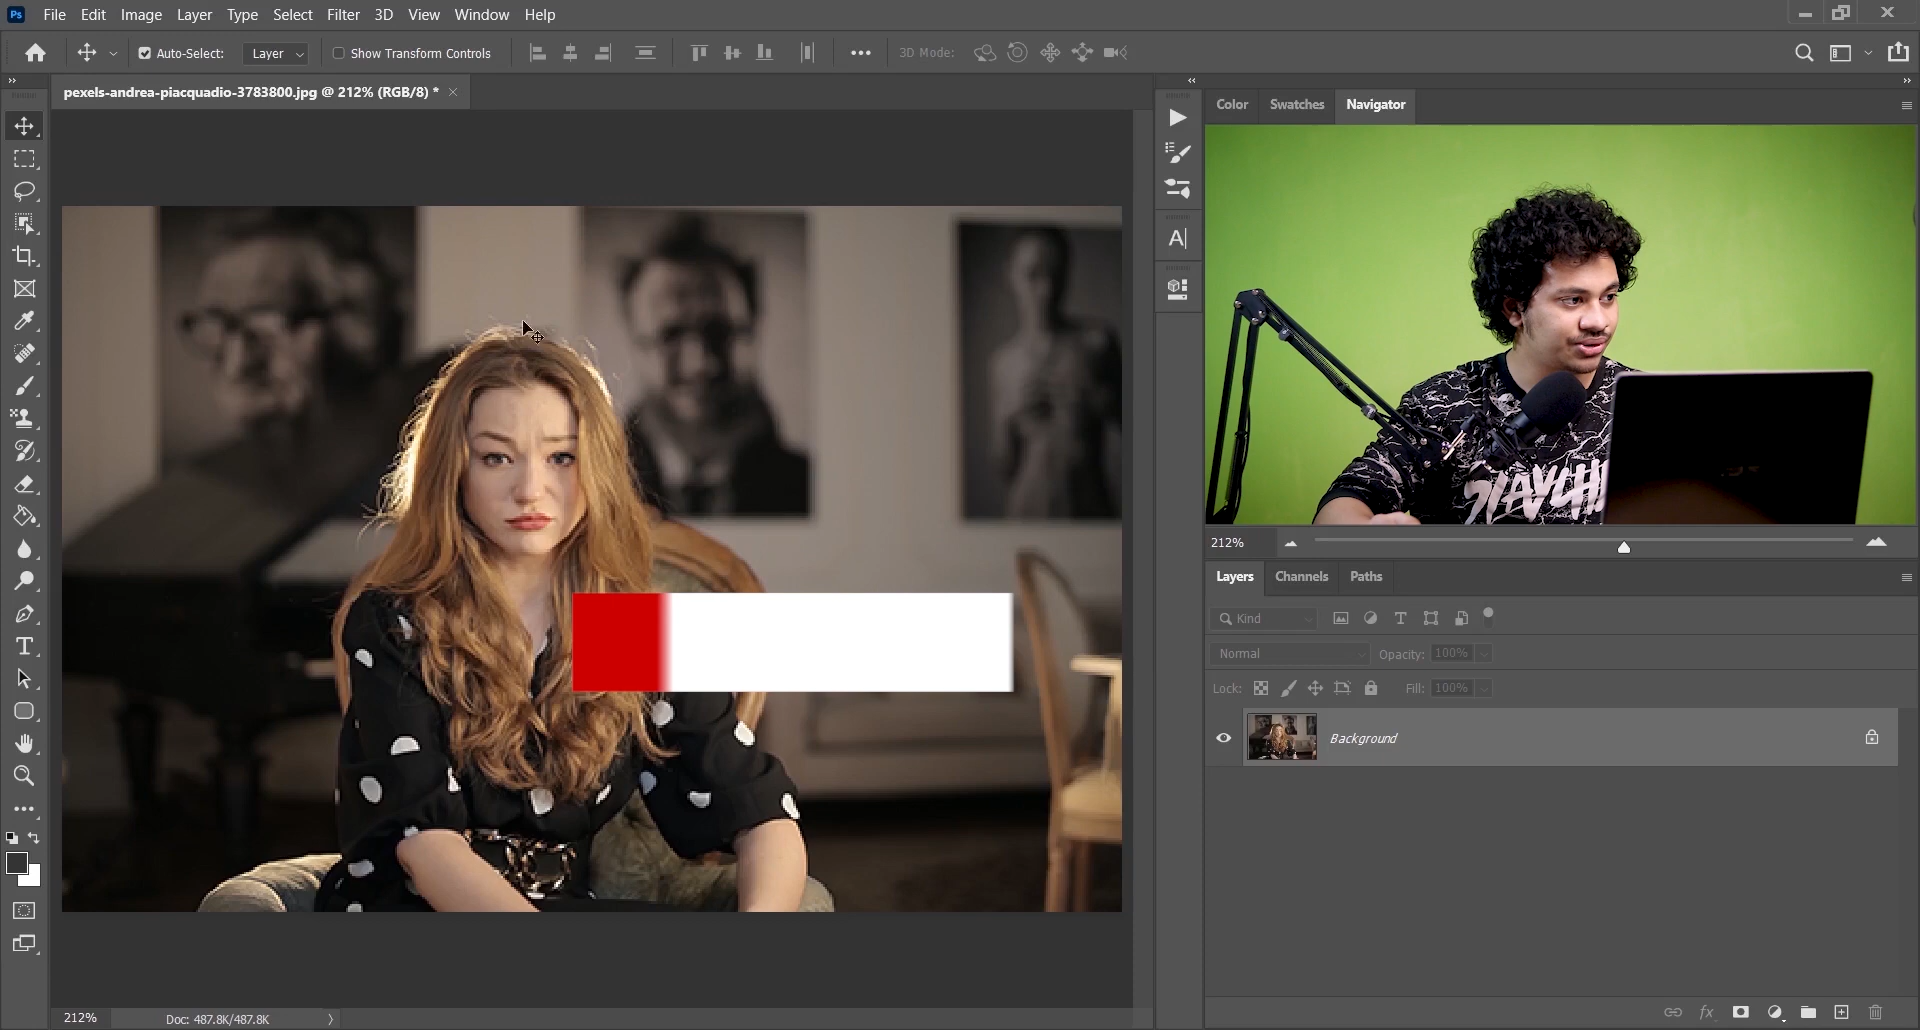 Ps File Edit Image Layer Type Select Filter 3D View Window Help
Auto-Select: Layer Show Transform Controls 3D Mode:
pexels-andrea-piacquadio-3783800.jpg @ 212% (RGB/8) *
Color Swatches Navigator
A
212%
Layers Channels Paths
Kind
Normal Opacity: 100%
Lock: Fill: 100%
Background
fx
212% Doc: 487.8K/487.8K